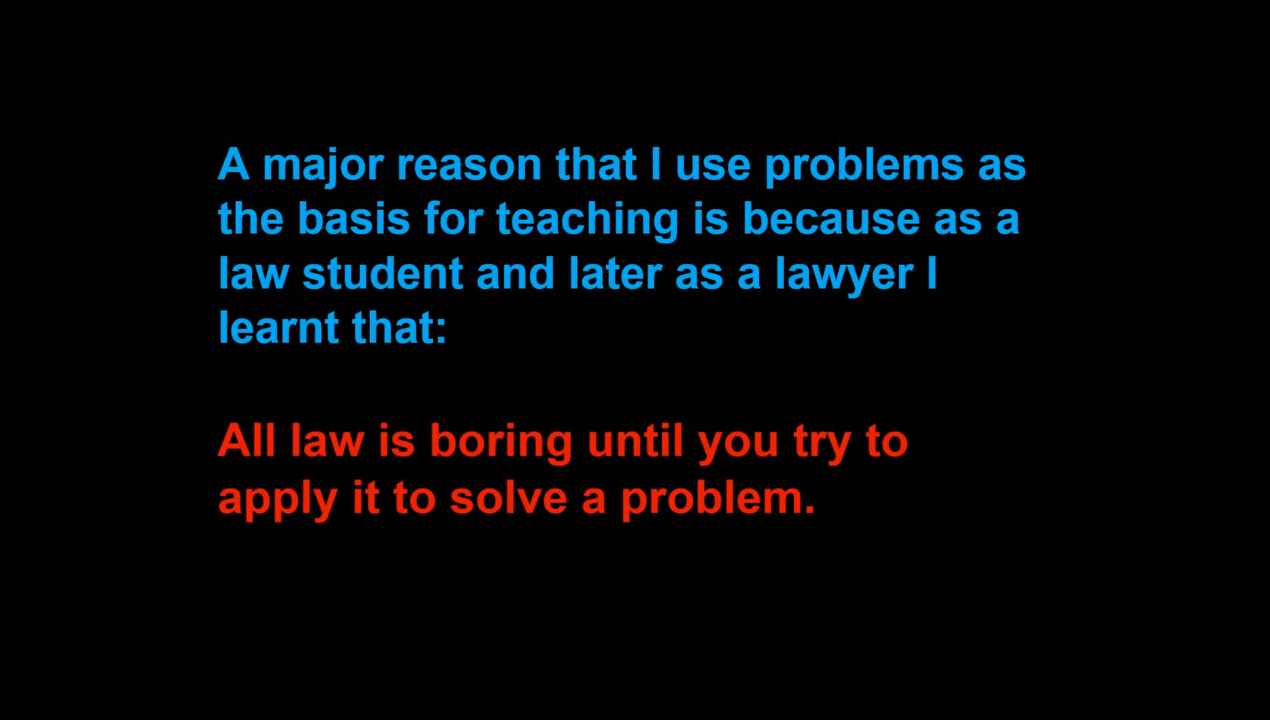 A major reason that I use problems as
the basis for teaching is because as a
law student and later as a lawyer I
learnt that:
All law is boring until you try to
apply it to solve a problem.